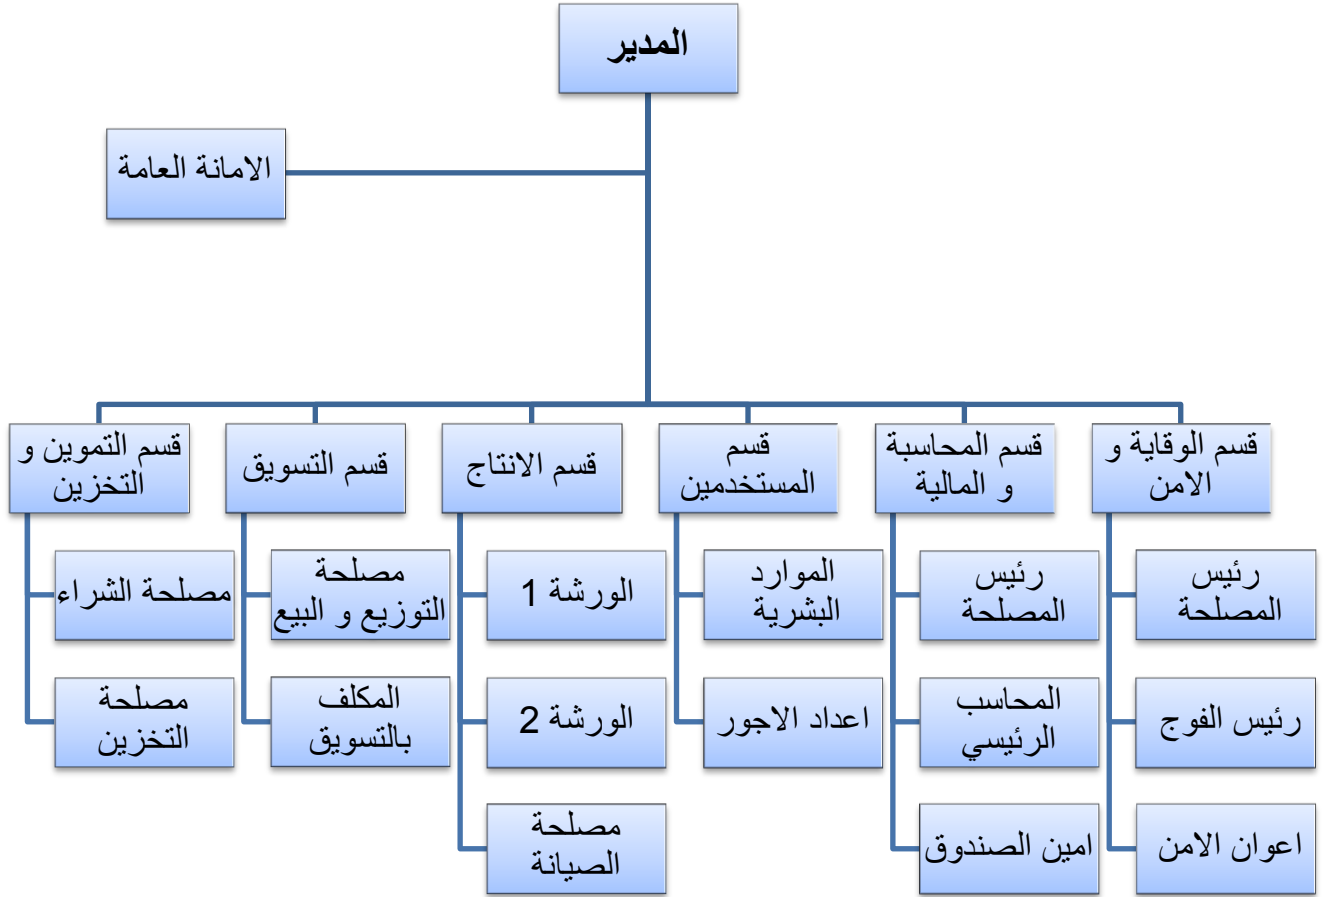 المدير
الامانة العامة
قسم الوقاية و
الامن
رئيس
المصلحة
رئيس الفوج
اعوان الامن
قسم المحاسبة
و المالية
رئيس
المصلحة
المحاسب
الرئيسي
امين الصندوق
قسم
المستخدمين
الموارد
البشرية
اعداد الاجور
قسم الانتاج
الورشة 1
الورشة 2
مصلحة
الصيانة
قسم التسويق
مصلحة
التوزيع و البيع
المكلف
بالتسويق
قسم التموين و
التخزين
مصلحة الشراء
مصلحة
التخزين